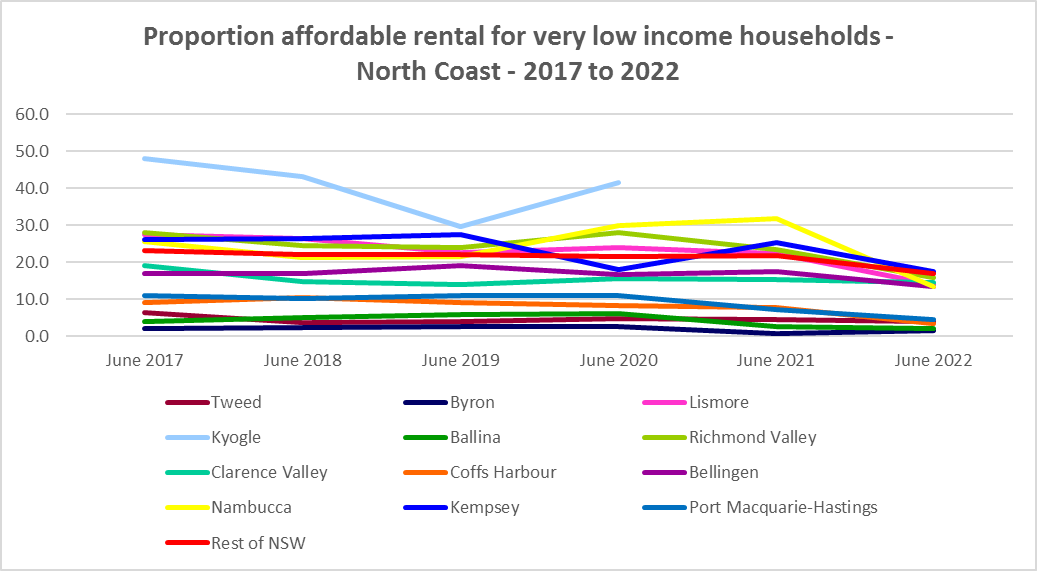 Proportion affordable rental for very low income households -
North Coast - 2017 to 2022
60.0
50.0
40.0
30.0
20.0
10.0
0.0
June 2017 June 2018 June 2019 June 2020 June 2021 June 2022
Tweed Byron Lismore
Kyogle Ballina Richmond Valley
Clarence Valley Coffs Harbour Bellingen
Nambucca Kempsey Port Macquarie-Hastings
Rest of NSW